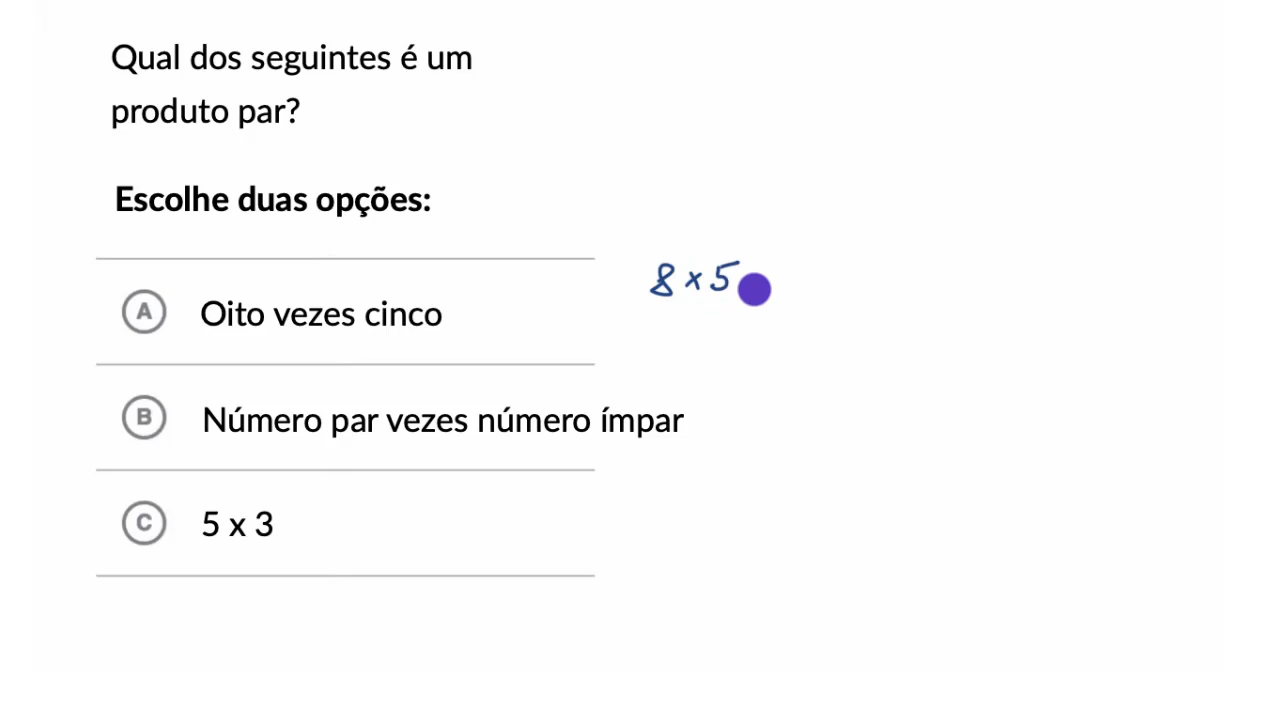 Qual dos seguintes é um
produto par?
Escolhe duas opções:
8 × 5
A Oito vezes cinco
B Número par vezes número ímpar
C 5 x 3